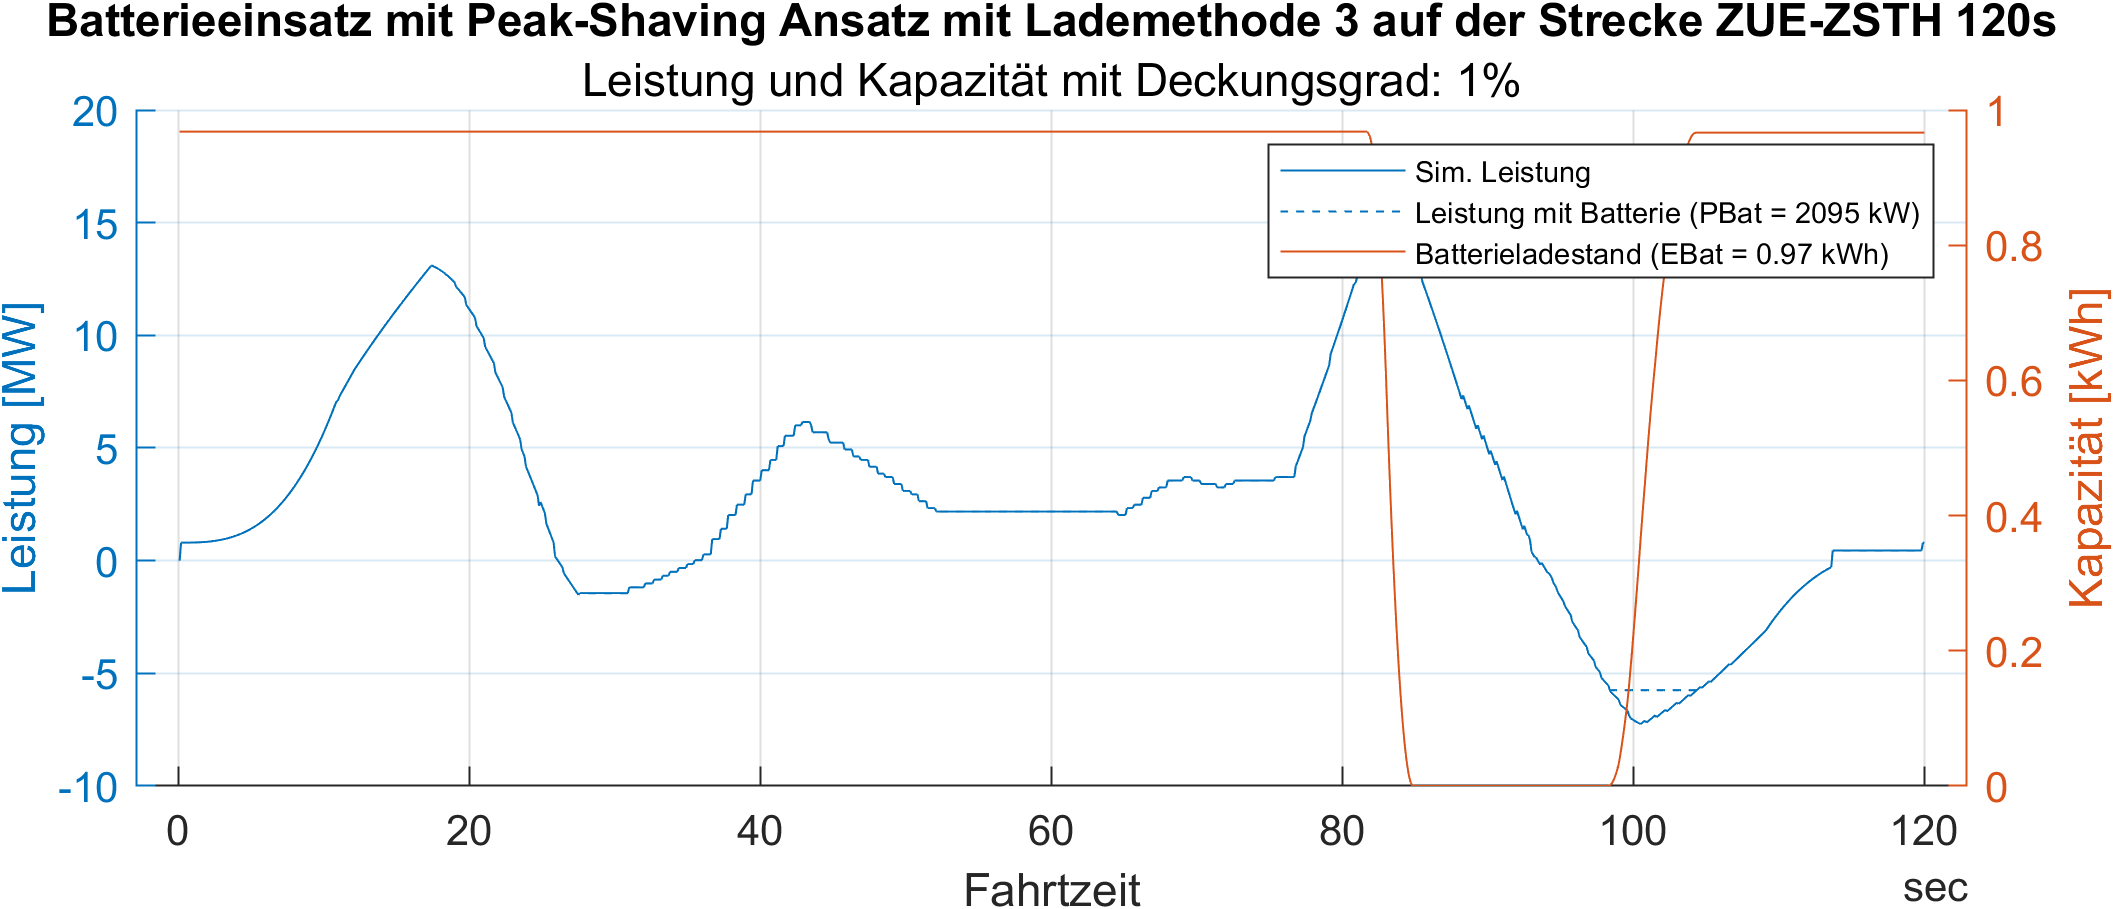 Batterieeinsatz mit Peak-Shaving Ansatz mit Lademethode 3 auf der Strecke ZUE-ZSTH 120s
Leistung und Kapazität mit Deckungsgrad: 1%
20
15
10
5
0
-5
-10
Leistung [MW]
Sim. Leistung
Leistung mit Batterie (PBat = 2095 kW)
Batterieladestand (EBat = 0.97 kWh)
1
0.8
0.6
0.4
0.2
0
Kapazität [kWh]
0 20 40 60 80 100 120
Fahrtzeit
sec